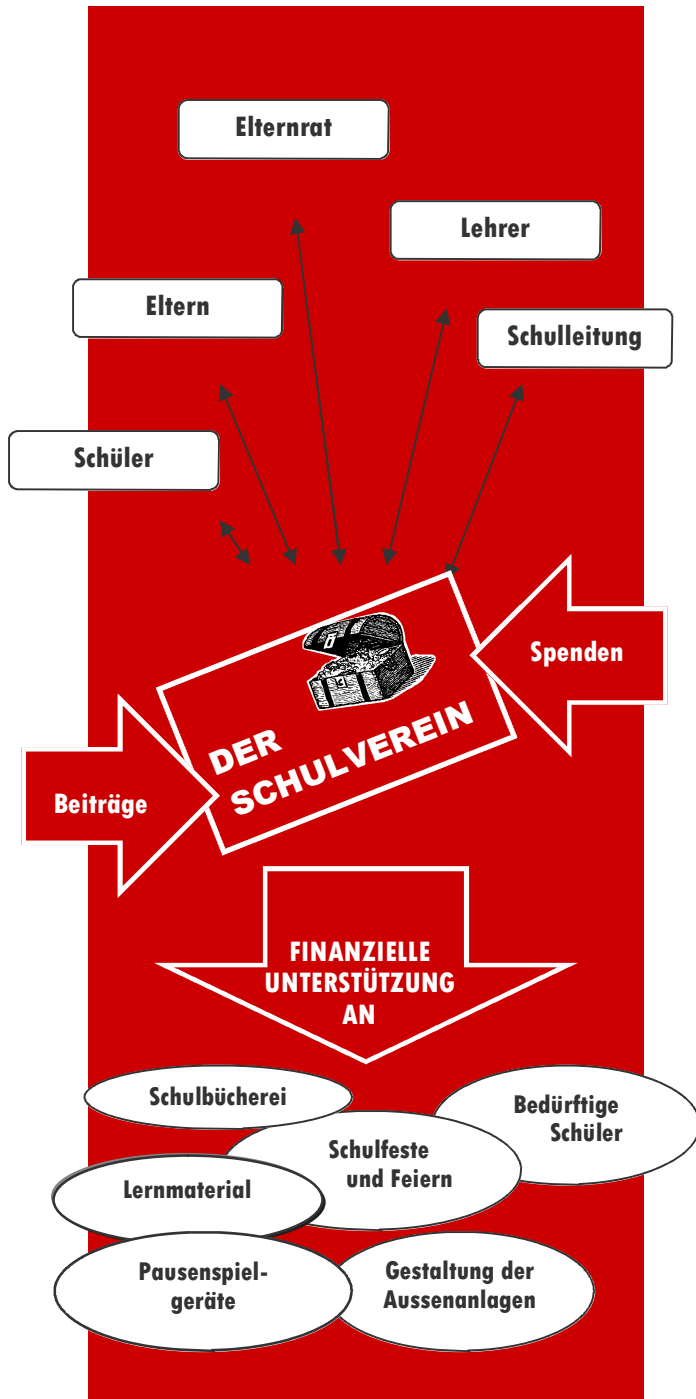 Elternrat
Lehrer
Eltern
Schulleitung
Schüler
Spenden
DER
SCHULVEREIN
Beiträge
FINANZIELLE
UNTERSTÜTZUNG
AN
Schulbücherei
Bedürftige
Schüler
Schulfeste
und Feiern
Lernmaterial
Pausenspiel-
geräte
Gestaltung der
Aussenanlagen